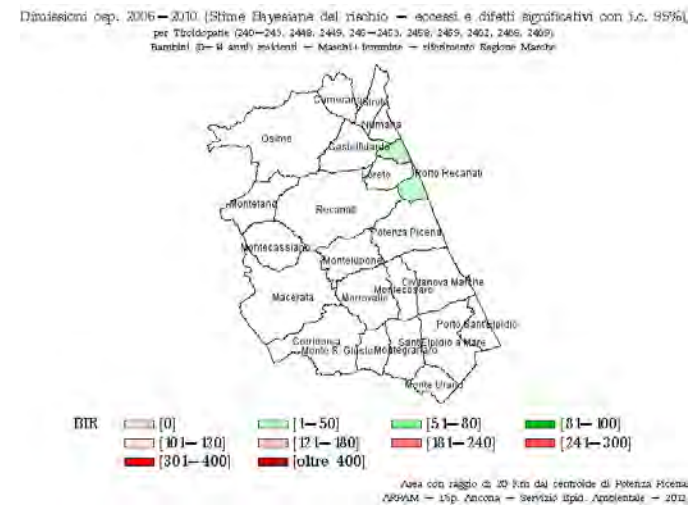 Dimissioni osp. 2006–2010 (Stime Bayesiane del rischio – eccessi e difetti significativi con i.c. 95%),
per Tiroidopatie (240–243, 2448, 2449, 245–2453, 2458, 2459, 2462, 2466, 2469)
Bambini (0–14 anni) residenti – Maschi+femmine – riferimento Regione Marche
Camerano Sirolo
Numana
Osimo
Castelfidardo
Loreto Porto Recanati
Montefano
Recanati
Potenza Picena
Montecassiano
Montelupone
Civitanova Marche
Montecosaro
Macerata
Morrovalle
Porto Sant'Elpidio
Corridonia
Monte S. Giusto Montegranaro Sant'Elpidio a Mare
Monte Urano
BIR [0] [1–50] [51–80] [81–100]
[101–120] [121–180] [181–240] [241–300]
[301–400] [oltre 400]
Area con raggio di 20 Km dal centroide di Potenza Picena
ARPAM – Dip. Ancona – Servizio Epid. Ambientale – 2012